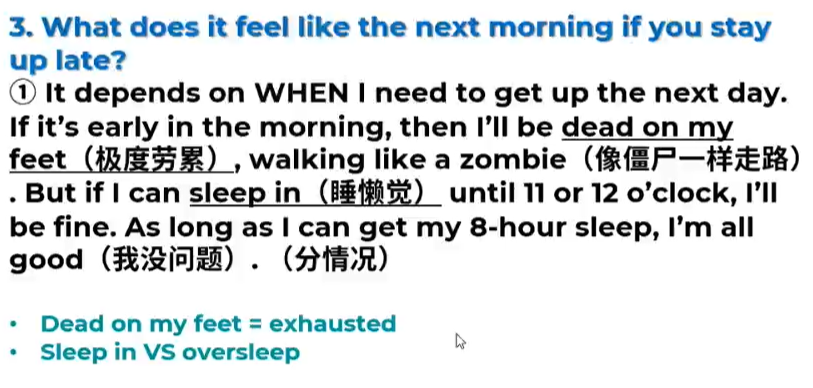 3. What does it feel like the next morning if you stay
up late?
① It depends on WHEN I need to get up the next day.
If it’s early in the morning, then I’ll be dead on my
feet（极度劳累）, walking like a zombie（像僵尸一样走路）
. But if I can sleep in（睡懒觉） until 11 or 12 o’clock, I’ll
be fine. As long as I can get my 8-hour sleep, I’m all
good（我没问题）. （分情况）
• Dead on my feet = exhausted
• Sleep in VS oversleep